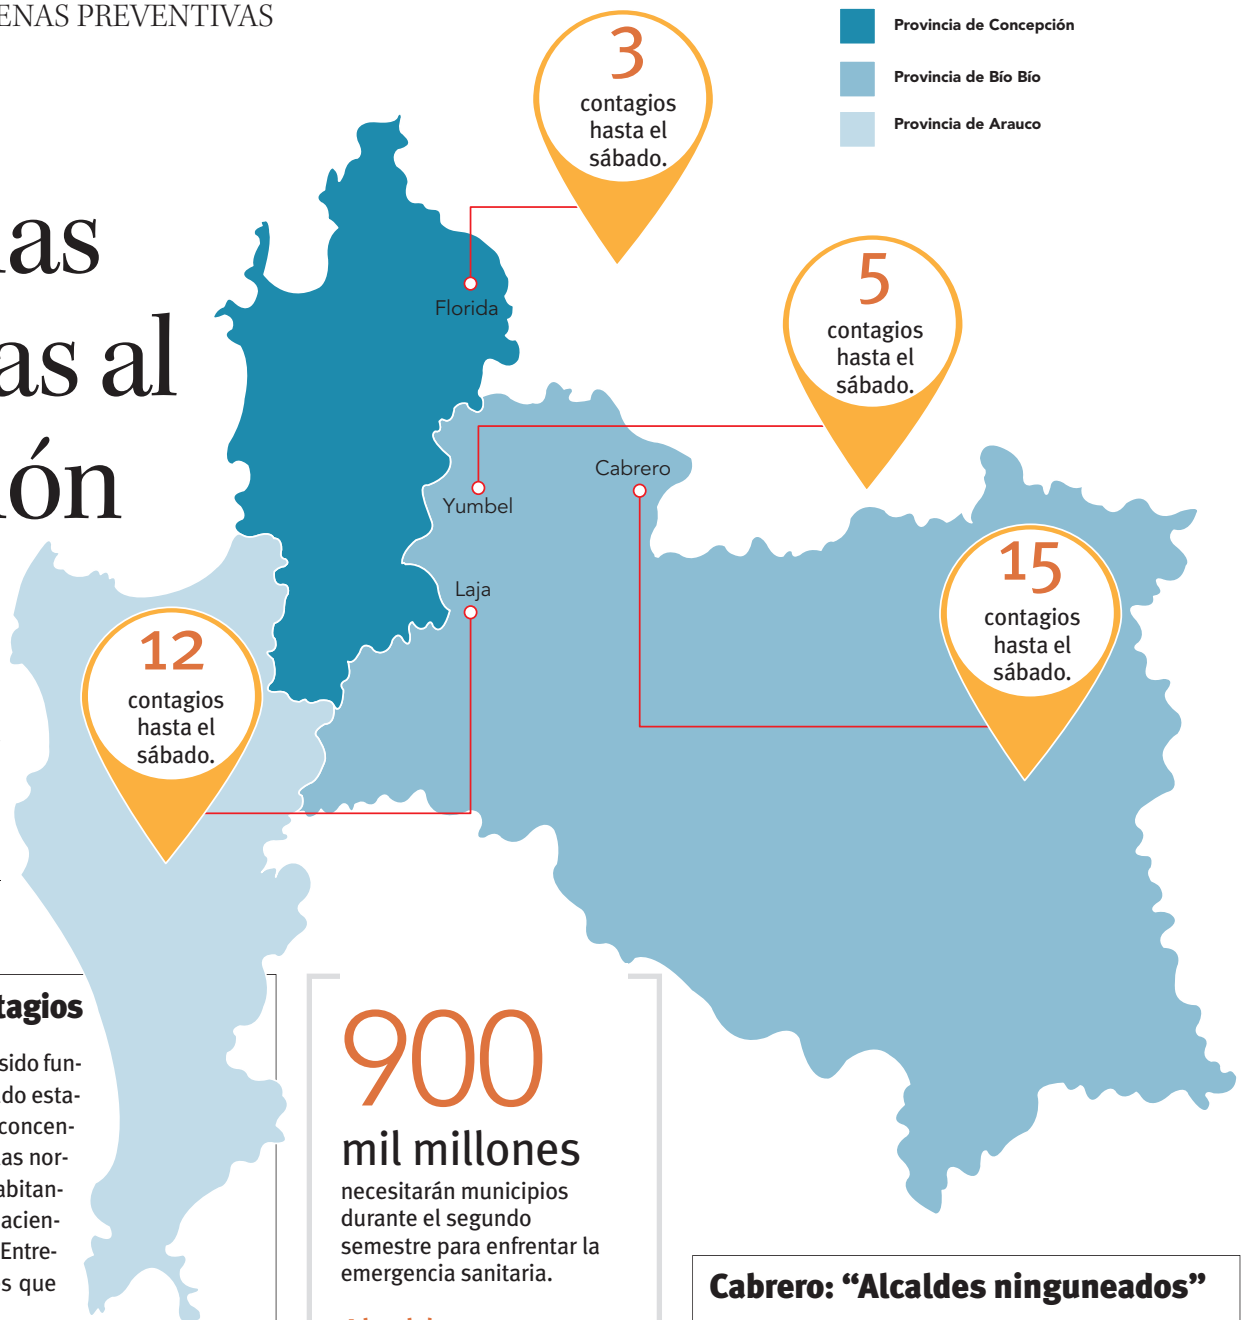 ENAS PREVENTIVAS
Provincia de Concepción
Provincia de Bío Bío
Provincia de Arauco
3
contagios
hasta el
sábado.
as
as al
ón
Florida
5
contagios
hasta el
sábado.
Cabrero
Yumbel
Laja
15
contagios
hasta el
sábado.
12
contagios
hasta el
sábado.
tagios
sido fun-
do esta-
concen-
as nor-
abitan-
acien-
Entre-
s que
900
mil millones
necesitarán municipios
durante el segundo
semestre para enfrentar la
emergencia sanitaria.
Cabrero: “Alcaldes ninguneados”